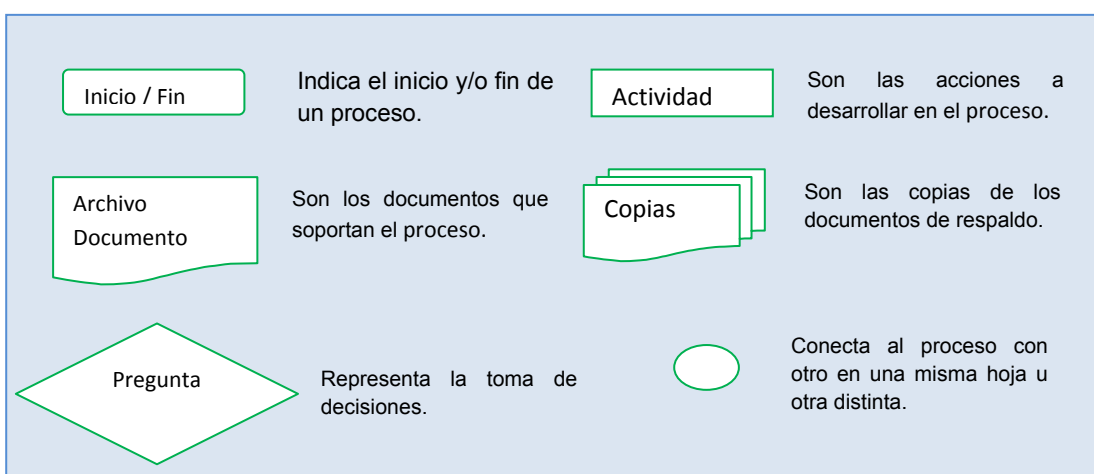 Inicio / Fin
Indica el inicio y/o fin de
un proceso.
Actividad
Son las acciones a
desarrollar en el proceso.
Archivo
Documento
Son los documentos que
soportan el proceso.
Copias
Son las copias de los
documentos de respaldo.
Pregunta
Representa la toma de
decisiones.
Conecta al proceso con
otro en una misma hoja u
otra distinta.